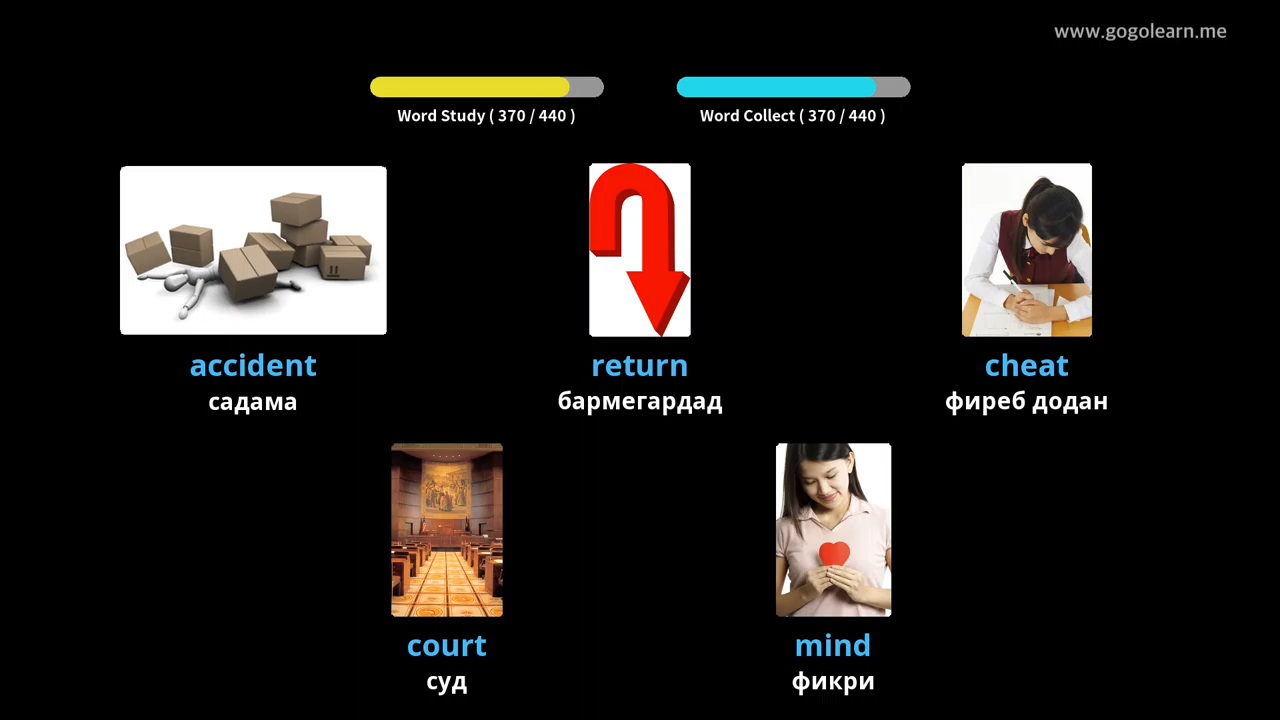 www.gogolearn.me
Word Study ( 370 / 440 )
Word Collect ( 370 / 440 )
accident
садама
return
бармегардад
cheat
фиреб додан
court
суд
mind
фикри